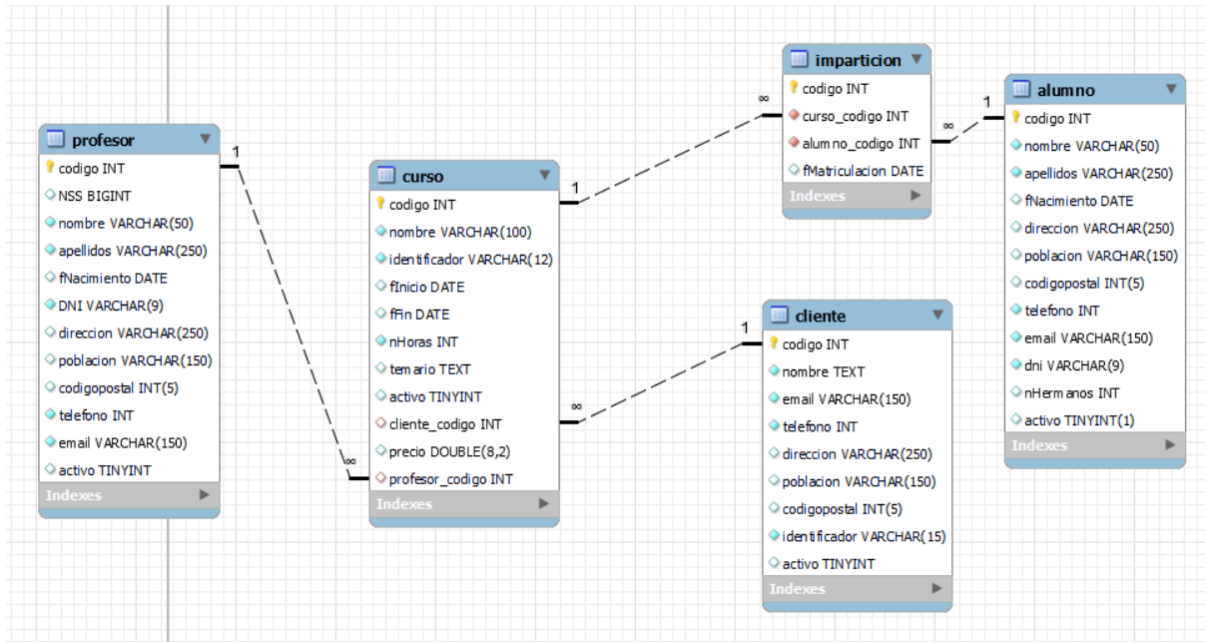 profesor
codigo INT
NSS BIGINT
nombre VARCHAR(50)
apellidos VARCHAR(250)
fNacimiento DATE
DNI VARCHAR(9)
direccion VARCHAR(250)
poblacion VARCHAR(150)
codigopostal INT(5)
telefono INT
email VARCHAR(150)
activo TINYINT
Indexes
1
∞
curso
codigo INT
nombre VARCHAR(100)
identificador VARCHAR(12)
fInicio DATE
fFin DATE
nHoras INT
temario TEXT
activo TINYINT
cliente_codigo INT
precio DOUBLE(8,2)
profesor_codigo INT
Indexes
1
∞
∞
1
imparticion
codigo INT
curso_codigo INT
alumno_codigo INT
fMatriculacion DATE
Indexes
∞
1
cliente
codigo INT
nombre TEXT
email VARCHAR(150)
telefono INT
direccion VARCHAR(250)
poblacion VARCHAR(150)
codigopostal INT(5)
identificador VARCHAR(15)
activo TINYINT
Indexes
alumno
codigo INT
nombre VARCHAR(50)
apellidos VARCHAR(250)
fNacimiento DATE
direccion VARCHAR(250)
poblacion VARCHAR(150)
codigopostal INT(5)
telefono INT
email VARCHAR(150)
dni VARCHAR(9)
nHermanos INT
activo TINYINT(1)
Indexes